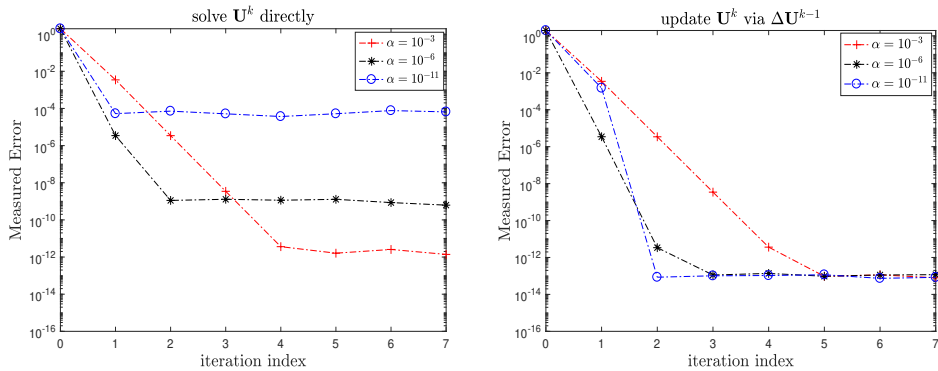 solve U^k directly
Measured Error
10^0
10^-2
10^-4
10^-6
10^-8
10^-10
10^-12
10^-14
10^-16
α = 10^-3
α = 10^-6
α = 10^-11
0 1 2 3 4 5 6 7
iteration index
update U^k via ΔU^k-1
Measured Error
10^0
10^-2
10^-4
10^-6
10^-8
10^-10
10^-12
10^-14
10^-16
α = 10^-3
α = 10^-6
α = 10^-11
0 1 2 3 4 5 6 7
iteration index